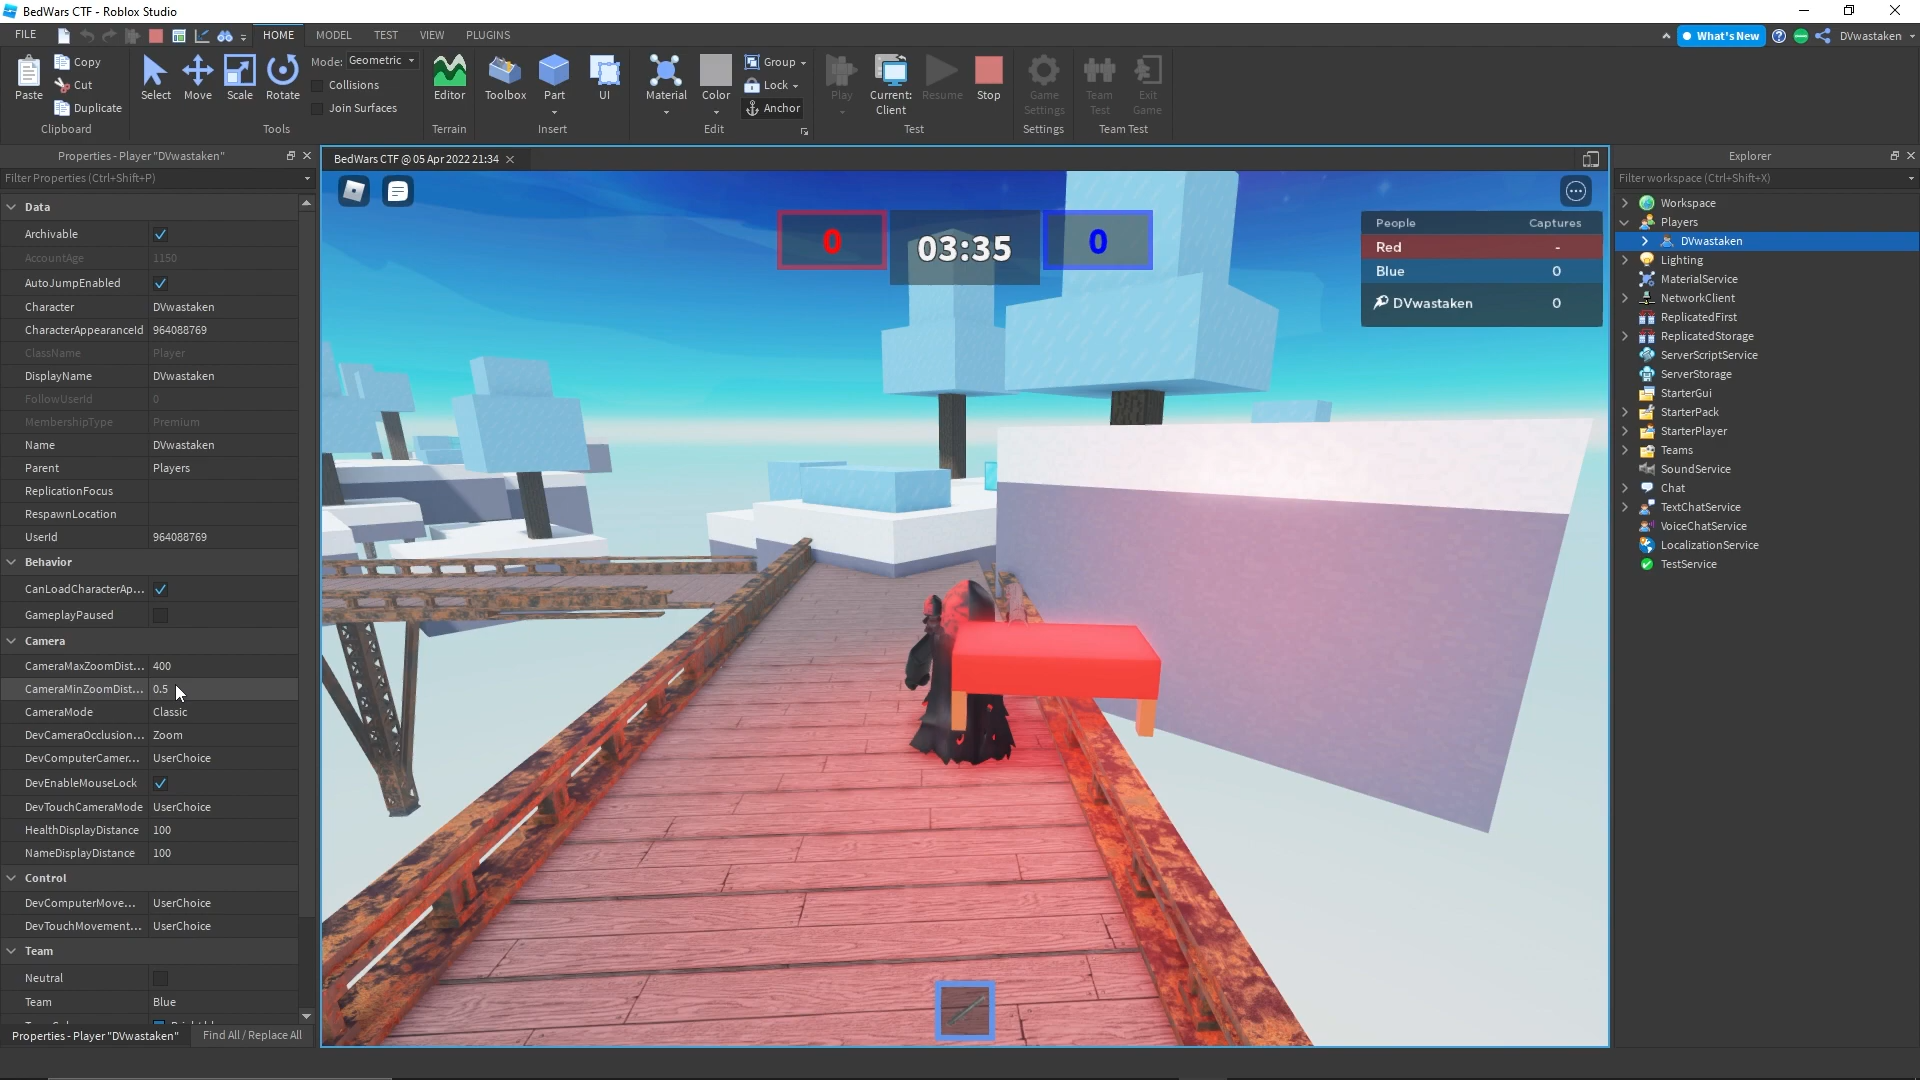 BedWars CTF - Roblox Studio
FILE
HOME
MODEL
TEST
VIEW
PLUGINS
What's New
DVwastaken
Paste
Copy
Cut
Duplicate
Clipboard
Select
Move
Scale
Rotate
Mode: Geometric
Collisions
Join Surfaces
Tools
Editor
Terrain
Toolbox
Part
UI
Insert
Material
Color
Group
Lock
Anchor
Edit
Play
Current:
Client
Resume
Stop
Test
Game
Settings
Settings
Team
Test
Exit
Game
Team Test
Properties - Player "DVwastaken"
Filter Properties (Ctrl+Shift+P)
Data
Archivable
AccountAge 1150
AutoJumpEnabled
Character DVwastaken
CharacterAppearanceId 964088769
ClassName Player
DisplayName DVwastaken
FollowUserId 0
MembershipType Premium
Name DVwastaken
Parent Players
ReplicationFocus
RespawnLocation
UserId 964088769
Behavior
CanLoadCharacterAp...
GameplayPaused
Camera
CameraMaxZoomDist... 400
CameraMinZoomDist... 0.5
CameraMode Classic
DevCameraOcclusion... Zoom
DevComputerCamer... UserChoice
DevEnableMouseLock
DevTouchCameraMode UserChoice
HealthDisplayDistance 100
NameDisplayDistance 100
Control
DevComputerMove... UserChoice
DevTouchMovement... UserChoice
Team
Neutral
Team Blue
Properties - Player "DVwastaken"
Find All / Replace All
BedWars CTF @ 05 Apr 2022 21:34
0
03:35
0
People Captures
Red -
Blue 0
DVwastaken 0
Explorer
Filter workspace (Ctrl+Shift+X)
Workspace
Players
DVwastaken
Lighting
MaterialService
NetworkClient
ReplicatedFirst
ReplicatedStorage
ServerScriptService
ServerStorage
StarterGui
StarterPack
StarterPlayer
Teams
SoundService
Chat
TextChatService
VoiceChatService
LocalizationService
TestService